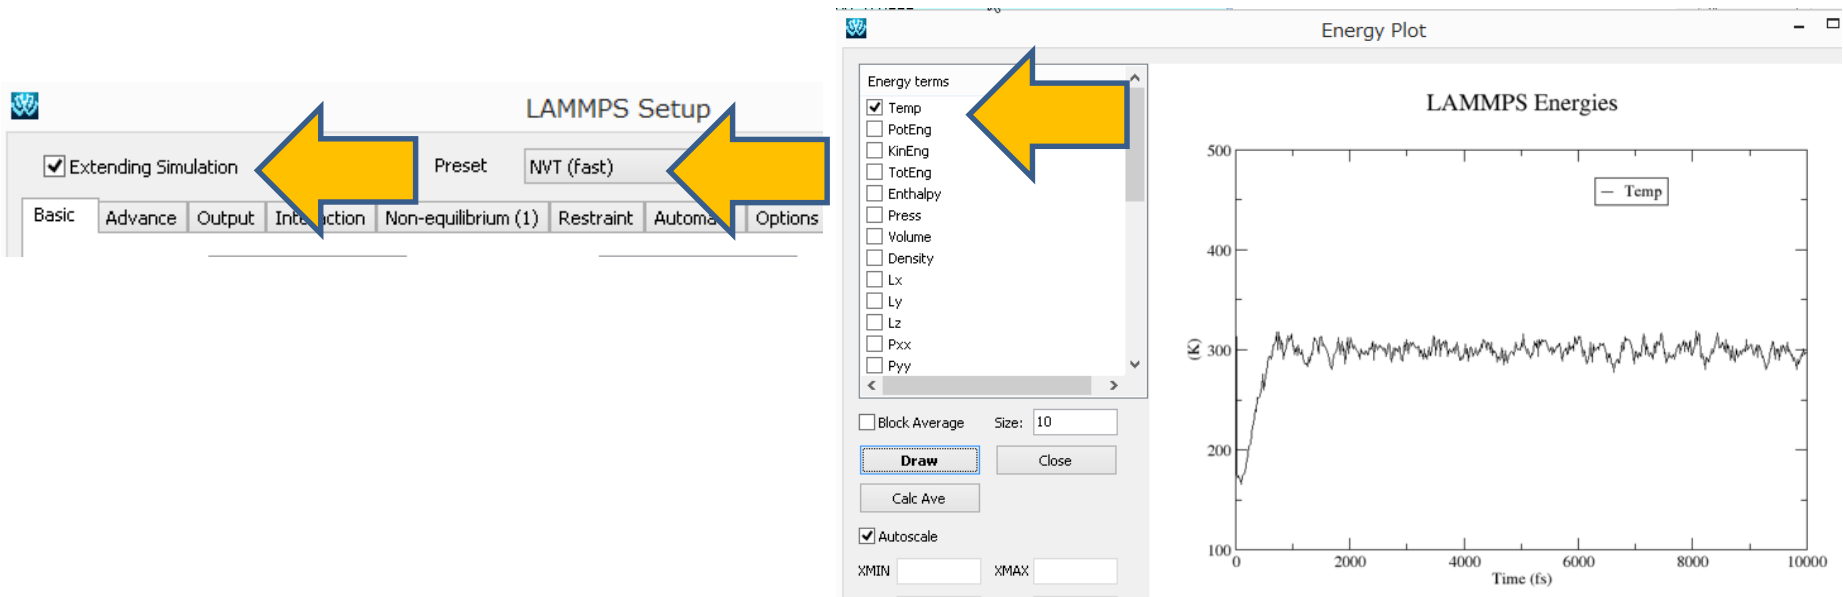 LAMMPS Setup
Extending Simulation
Preset
NVT (fast)
Basic
Advance
Output
Non-equilibrium (1)
Restraint
Options
Energy Plot
Energy terms
Temp
PotEng
KinEng
TotEng
Enthalpy
Press
Volume
Density
Lx
Ly
Lz
Pxx
Pyy
Block Average
Size: 10
Draw
Close
Calc Ave
Autoscale
XMIN
XMAX
LAMMPS Energies
Temp
500
400
300
200
100
(K)
0 2000 4000 6000 8000 10000
Time (fs)